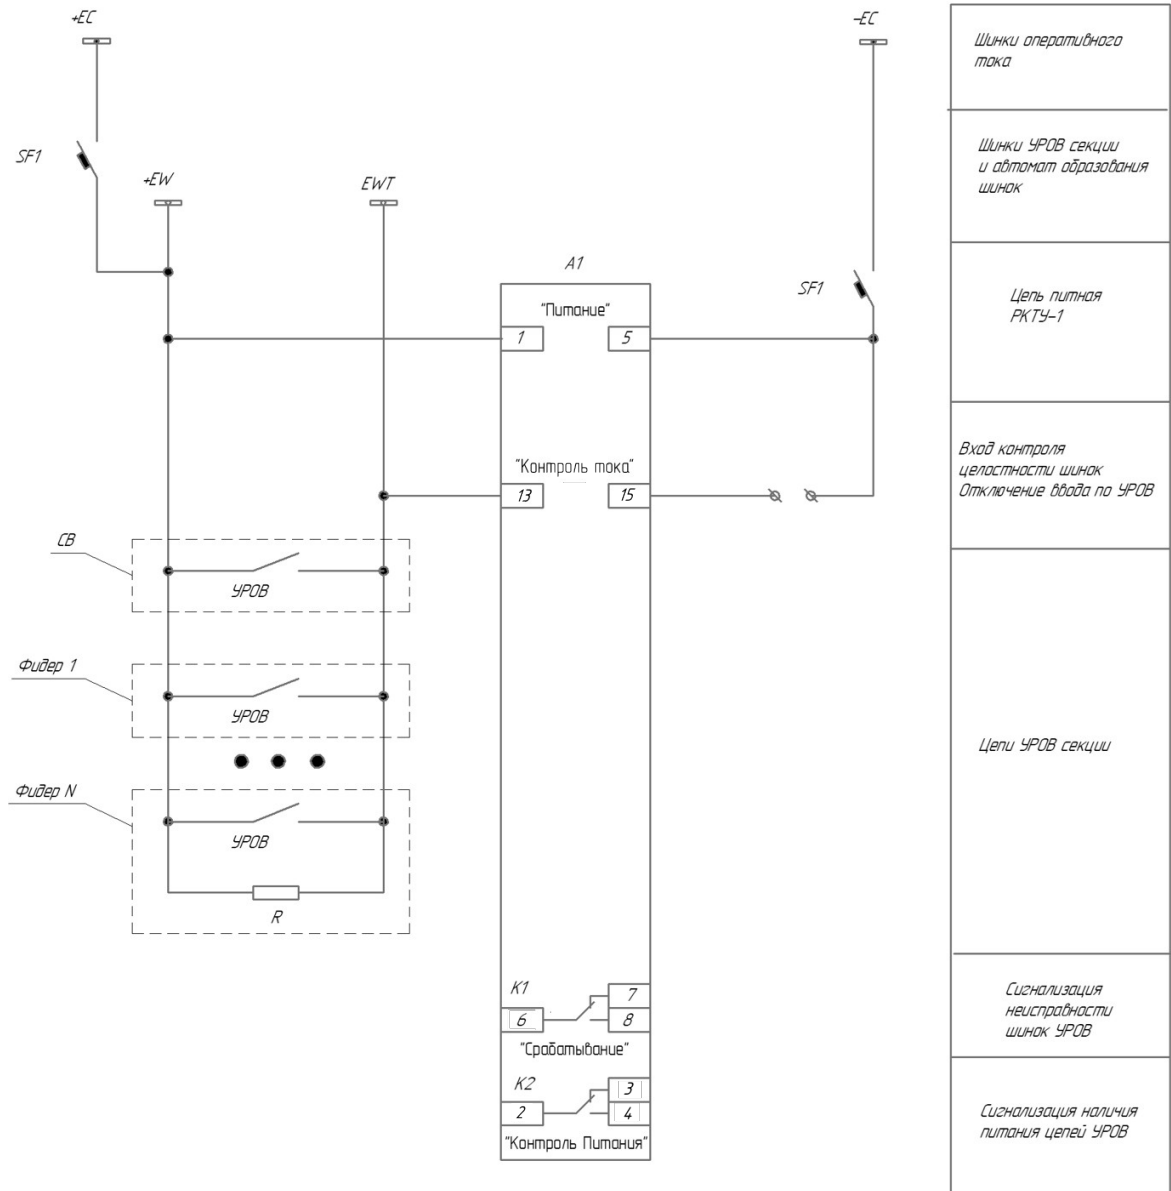 +ЕС
-ЕС
SF1
+EW
EWT
А1
SF1
"Питание"
1
5
"Контроль тока"
13
15
СВ
УРОВ
Фидер 1
УРОВ
Фидер N
УРОВ
R
К1
7
6
8
"Срабатывание"
К2
3
2
4
"Контроль Питания"
Шинки оперативного
тока
Шинки УРОВ секции
и автомат образования
шинок
Цепь питная
РКТУ-1
Вход контроля
целостности шинок
Отключение ввода по УРОВ
Цепи УРОВ секции
Сигнализация
неисправности
шинок УРОВ
Сигнализация наличия
питания цепей УРОВ